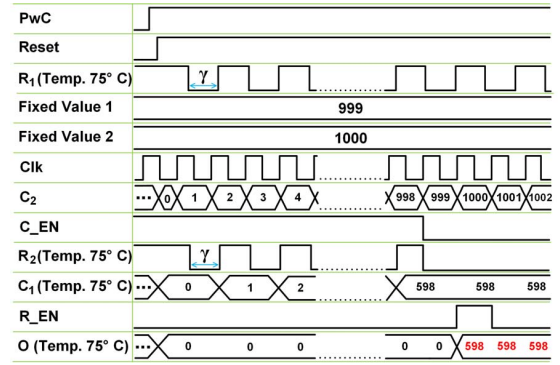 PwC
Reset
R₁(Temp. 75° C) γ
Fixed Value 1 999
Fixed Value 2 1000
Clk
C₂ ••• 0 1 2 3 4 998 999 1000 1001 1002
C_EN
R₂(Temp. 75° C) γ
C₁(Temp. 75° C) ••• 0 1 2 598 598 598
R_EN
O (Temp. 75° C) ••• 0 0 0 0 0 598 598 598